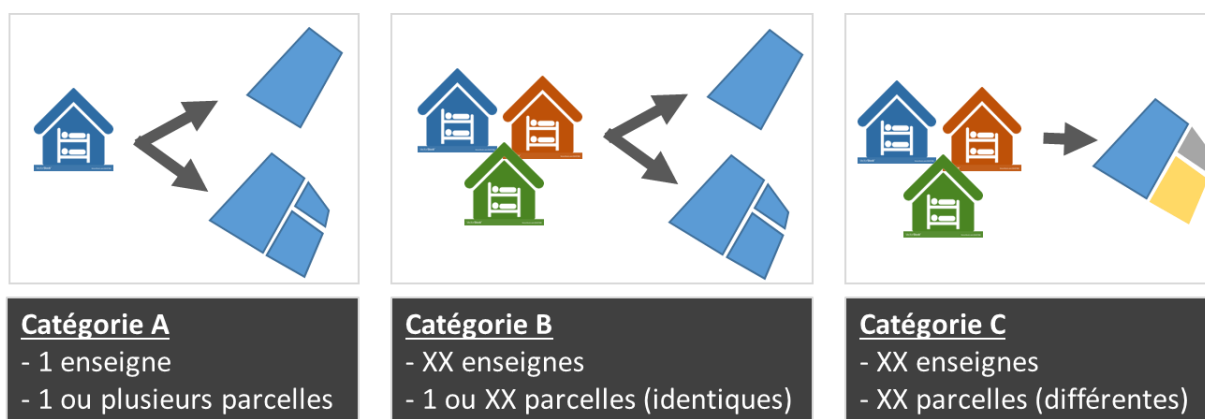 Catégorie A
- 1 enseigne
- 1 ou plusieurs parcelles
Catégorie B
- XX enseignes
- 1 ou XX parcelles (identiques)
Catégorie C
- XX enseignes
- XX parcelles (différentes)